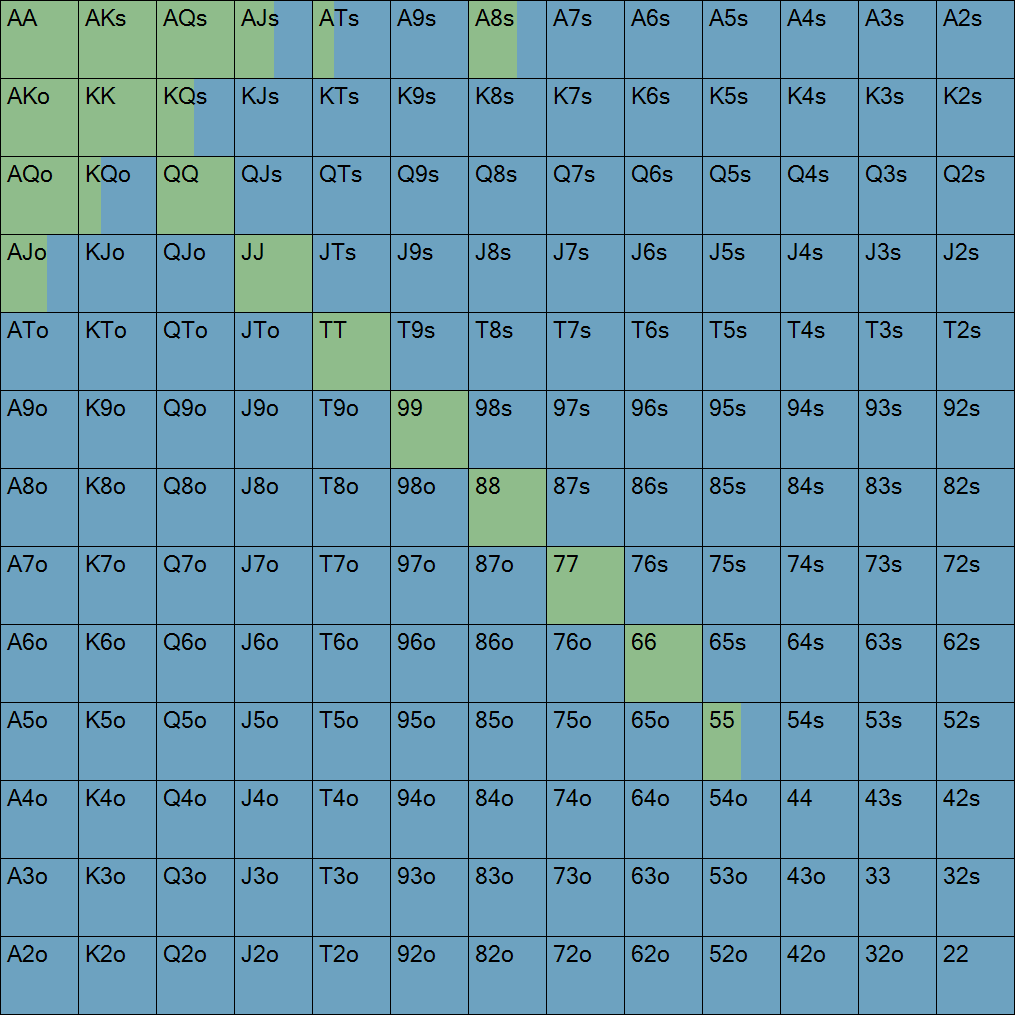 AA AKs AQs AJs ATs A9s A8s A7s A6s A5s A4s A3s A2s
AKo KK KQs KJs KTs K9s K8s K7s K6s K5s K4s K3s K2s
AQo KQo QQ QJs QTs Q9s Q8s Q7s Q6s Q5s Q4s Q3s Q2s
AJo KJo QJo JJ JTs J9s J8s J7s J6s J5s J4s J3s J2s
ATo KTo QTo JTo TT T9s T8s T7s T6s T5s T4s T3s T2s
A9o K9o Q9o J9o T9o 99 98s 97s 96s 95s 94s 93s 92s
A8o K8o Q8o J8o T8o 98o 88 87s 86s 85s 84s 83s 82s
A7o K7o Q7o J7o T7o 97o 87o 77 76s 75s 74s 73s 72s
A6o K6o Q6o J6o T6o 96o 86o 76o 66 65s 64s 63s 62s
A5o K5o Q5o J5o T5o 95o 85o 75o 65o 55 54s 53s 52s
A4o K4o Q4o J4o T4o 94o 84o 74o 64o 54o 44 43s 42s
A3o K3o Q3o J3o T3o 93o 83o 73o 63o 53o 43o 33 32s
A2o K2o Q2o J2o T2o 92o 82o 72o 62o 52o 42o 32o 22